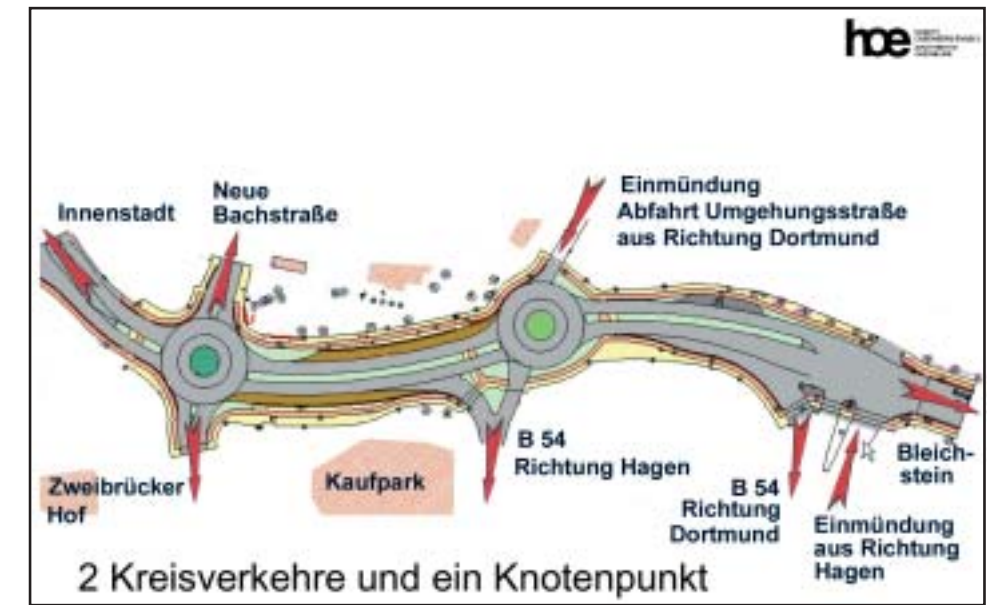 hoe
Innenstadt
Neue
Bachstraße
Einmündung
Abfahrt Umgehungsstraße
aus Richtung Dortmund
Zweibrücker
Hof
Kaufpark
B 54
Richtung Hagen
B 54
Richtung
Dortmund
Einmündung
aus Richtung
Hagen
Bleich-
stein
2 Kreisverkehre und ein Knotenpunkt